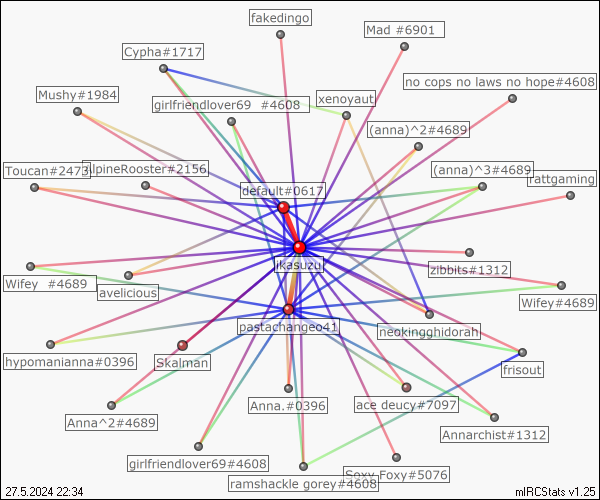 fakedingo
Mad #6901
Cypha#1717
no cops no laws no hope#4608
Mushy#1984
girlfriendlover69 #4608
xenoyaut
(anna)^2#4689
Toucan#2473
AlpineRooster#2156
(anna)^3#4689
rattgaming
default#0617
ikasuzu
zibbits#1312
Wifey #4689
avelicious
Wifey#4689
pastachangeo41
neokingghidorah
hypomanianna#0396
Skalman
frisout
Anna^2#4689
Anna.#0396
ace deucy#7097
Annarchist#1312
girlfriendlover69#4608
ramshackle gorey#4608
Soxy Foxy#5076
27.5.2024 22:34
mIRCStats v1.25